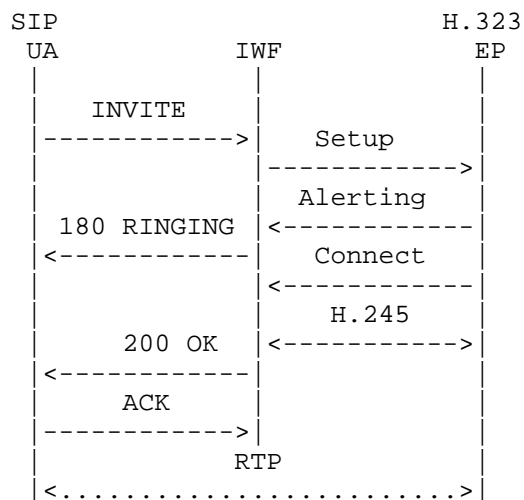 SIP H.323
UA IWF EP
INVITE
Setup
Alerting
180 RINGING
Connect
H.245
200 OK
ACK
RTP